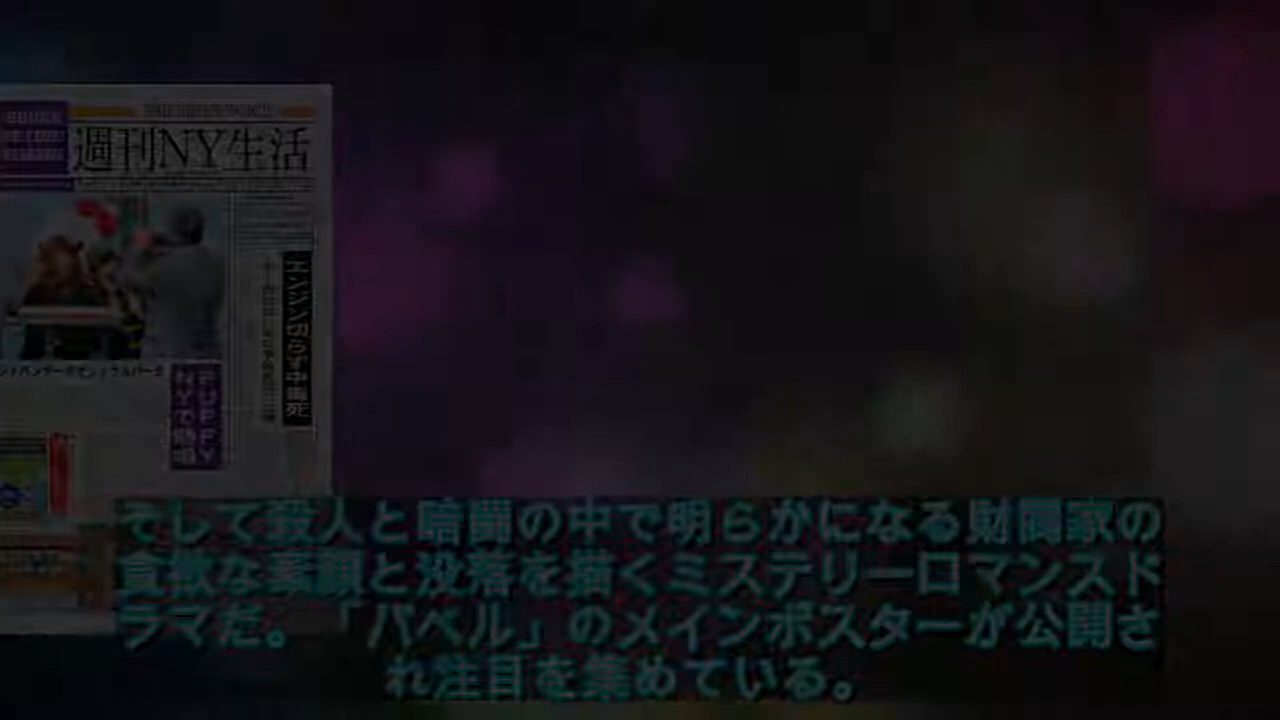 週刊NY生活
エンジン切らず中毒死
PUFFY
NYで熱唱
そして殺人と暗闘の中で明らかになる財閥家の
貪欲な素顔と没落を描くミステリーロマンスド
ラマだ。「バベル」のメインポスターが公開さ
れ注目を集めている。